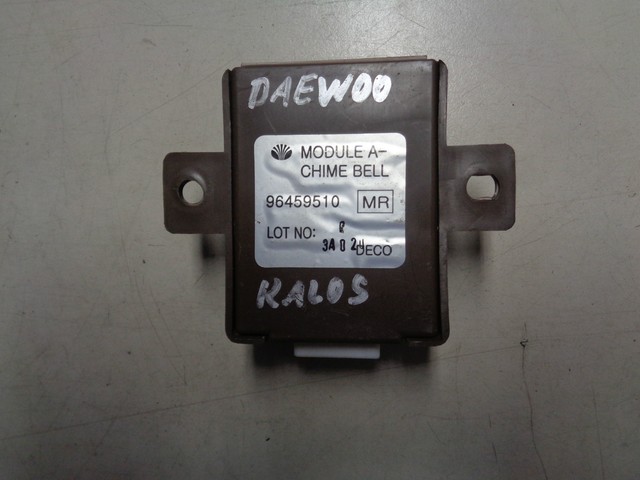 DAEWOO
MODULE A-
CHIME BELL
96459510 MR
LOT NO:
DECO
KALOS